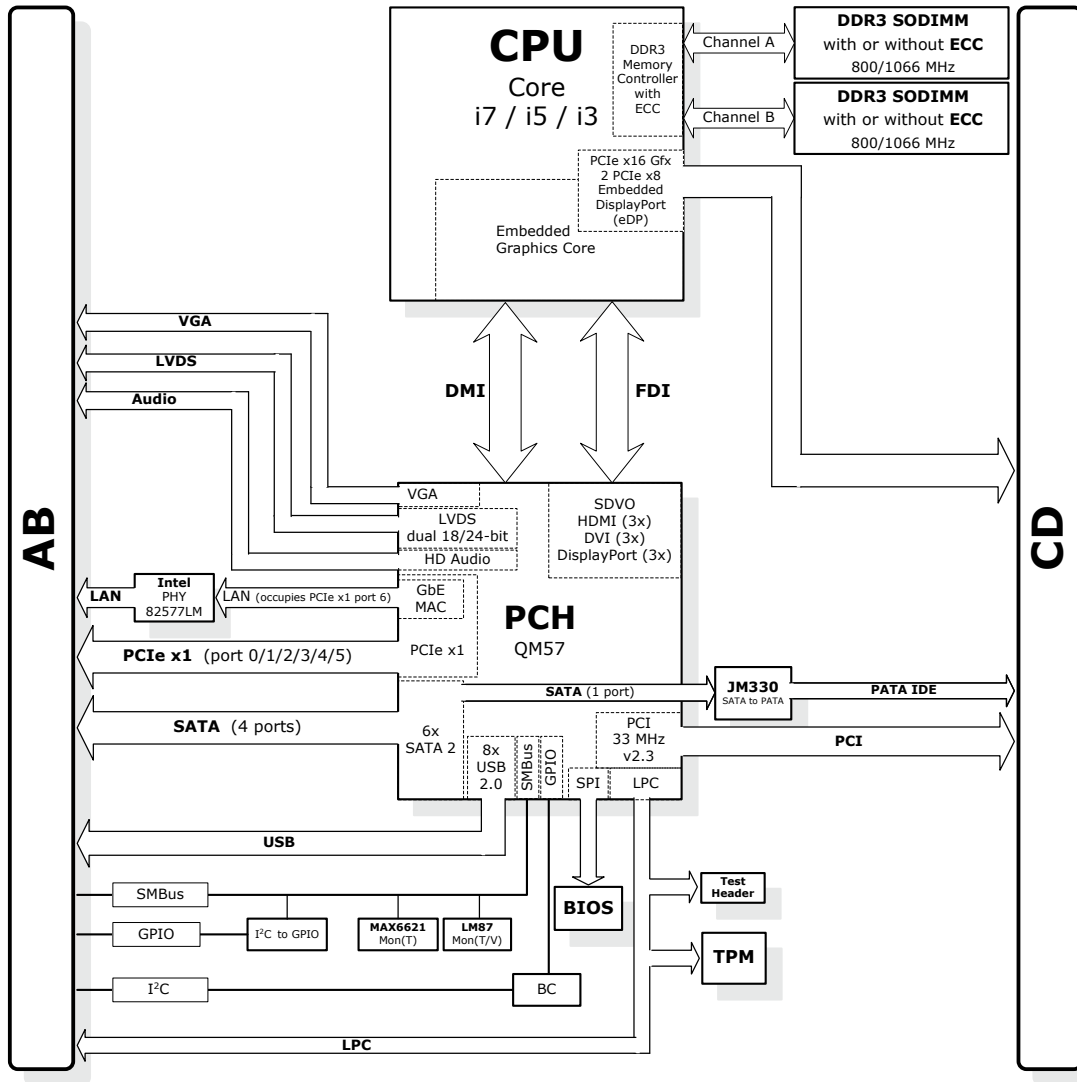 CPU
Core
i7 / i5 / i3
DDR3
Memory
Controller
with
ECC
Channel A
DDR3 SODIMM
with or without ECC
800/1066 MHz
Channel B
DDR3 SODIMM
with or without ECC
800/1066 MHz
PCIe x16 Gfx
2 PCIe x8
Embedded
DisplayPort
(eDP)
Embedded
Graphics Core
VGA
LVDS
Audio
DMI
FDI
AB
CD
VGA
LVDS
dual 18/24-bit
HD Audio
SDVO
HDMI (3x)
DVI (3x)
DisplayPort (3x)
LAN
Intel
PHY
82577LM
LAN (occupies PCIe x1 port 6)
GbE
MAC
PCH
QM57
PCIe x1 (port 0/1/2/3/4/5)
PCIe x1
SATA (1 port)
JM330
SATA to PATA
PATA IDE
SATA (4 ports)
6x
SATA 2
PCI
33 MHz
v2.3
PCI
8x
USB
2.0
SMBus
GPIO
SPI
LPC
USB
SMBus
GPIO
I²C to GPIO
MAX6621
Mon(T)
LM87
Mon(T/V)
BIOS
Test
Header
TPM
I²C
BC
LPC